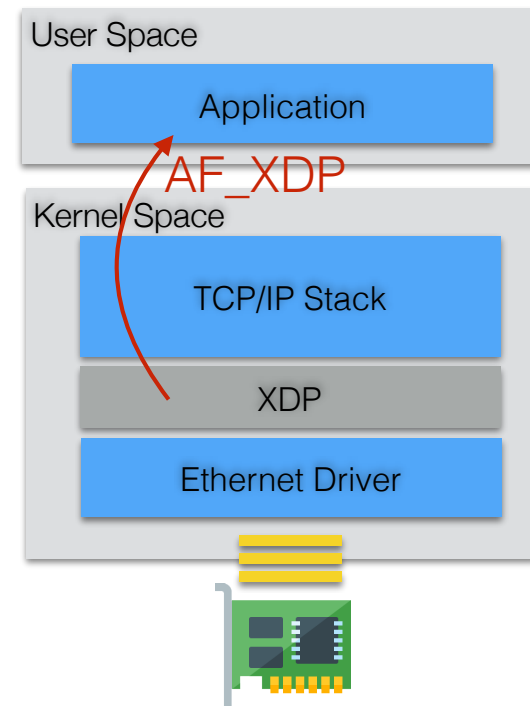 User Space
Application
AF_XDP
Kernel Space
TCP/IP Stack
XDP
Ethernet Driver